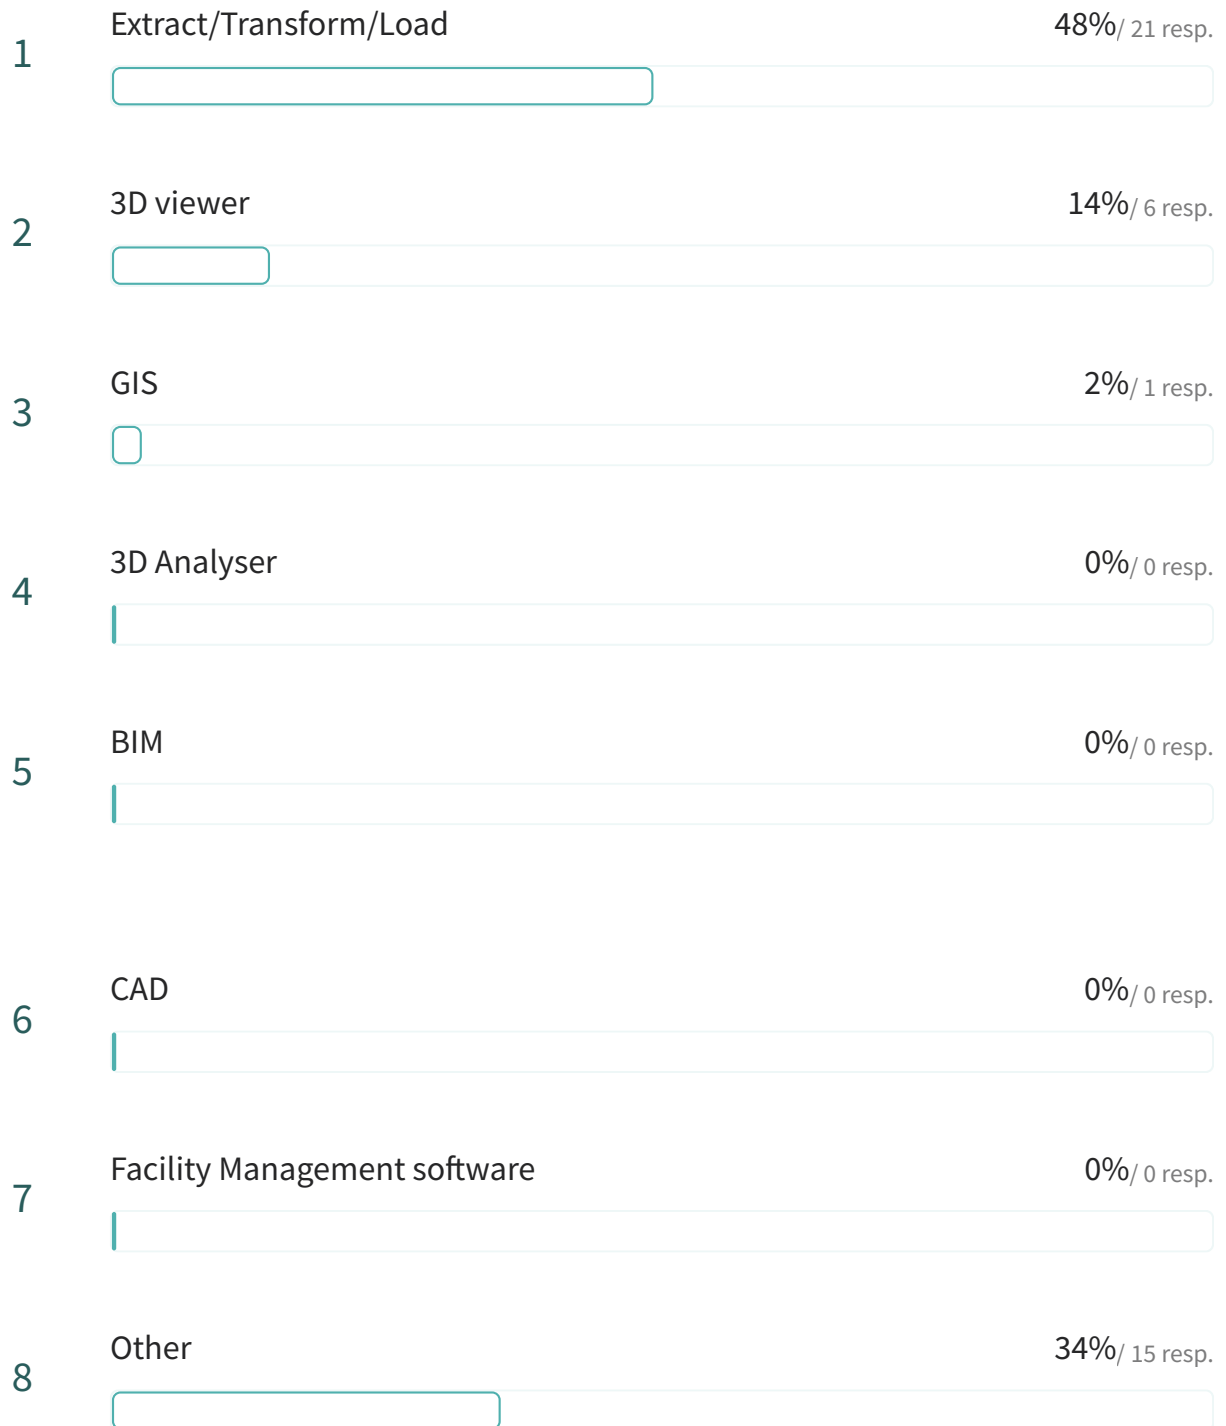 Extract/Transform/Load 48%/ 21 resp.
1
3D viewer 14%/ 6 resp.
2
GIS 2%/ 1 resp.
3
3D Analyser 0%/ 0 resp.
4
BIM 0%/ 0 resp.
5
CAD 0%/ 0 resp.
6
Facility Management software 0%/ 0 resp.
7
Other 34%/ 15 resp.
8